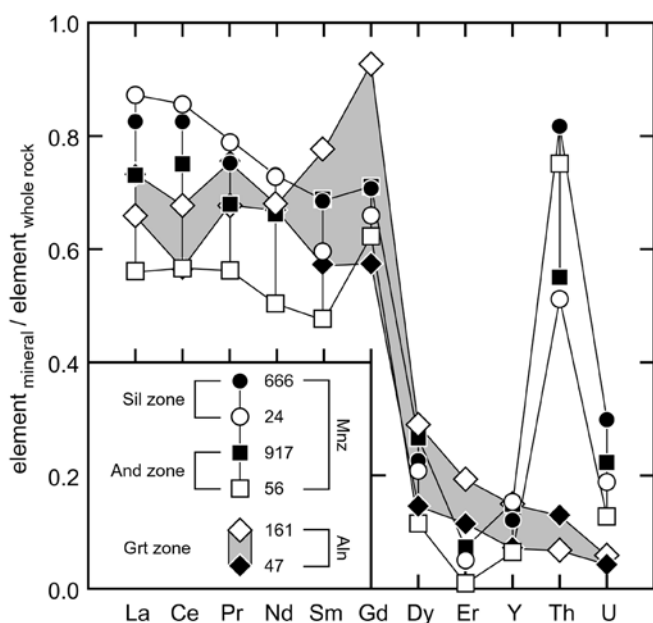 1.0
0.8
0.6
0.4
0.2
0.0
element mineral / element whole rock
Sil zone
666
24
Mnz
And zone
917
56
Grt zone
161
47
Aln
La Ce Pr Nd Sm Gd Dy Er Y Th U